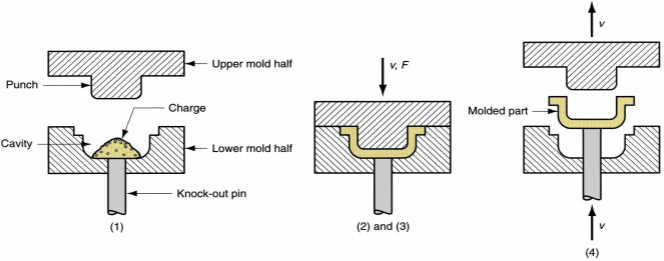 Upper mold half
Punch
Charge
Cavity
Lower mold half
Knock-out pin
(1)
v, F
(2) and (3)
v
Molded part
v
(4)